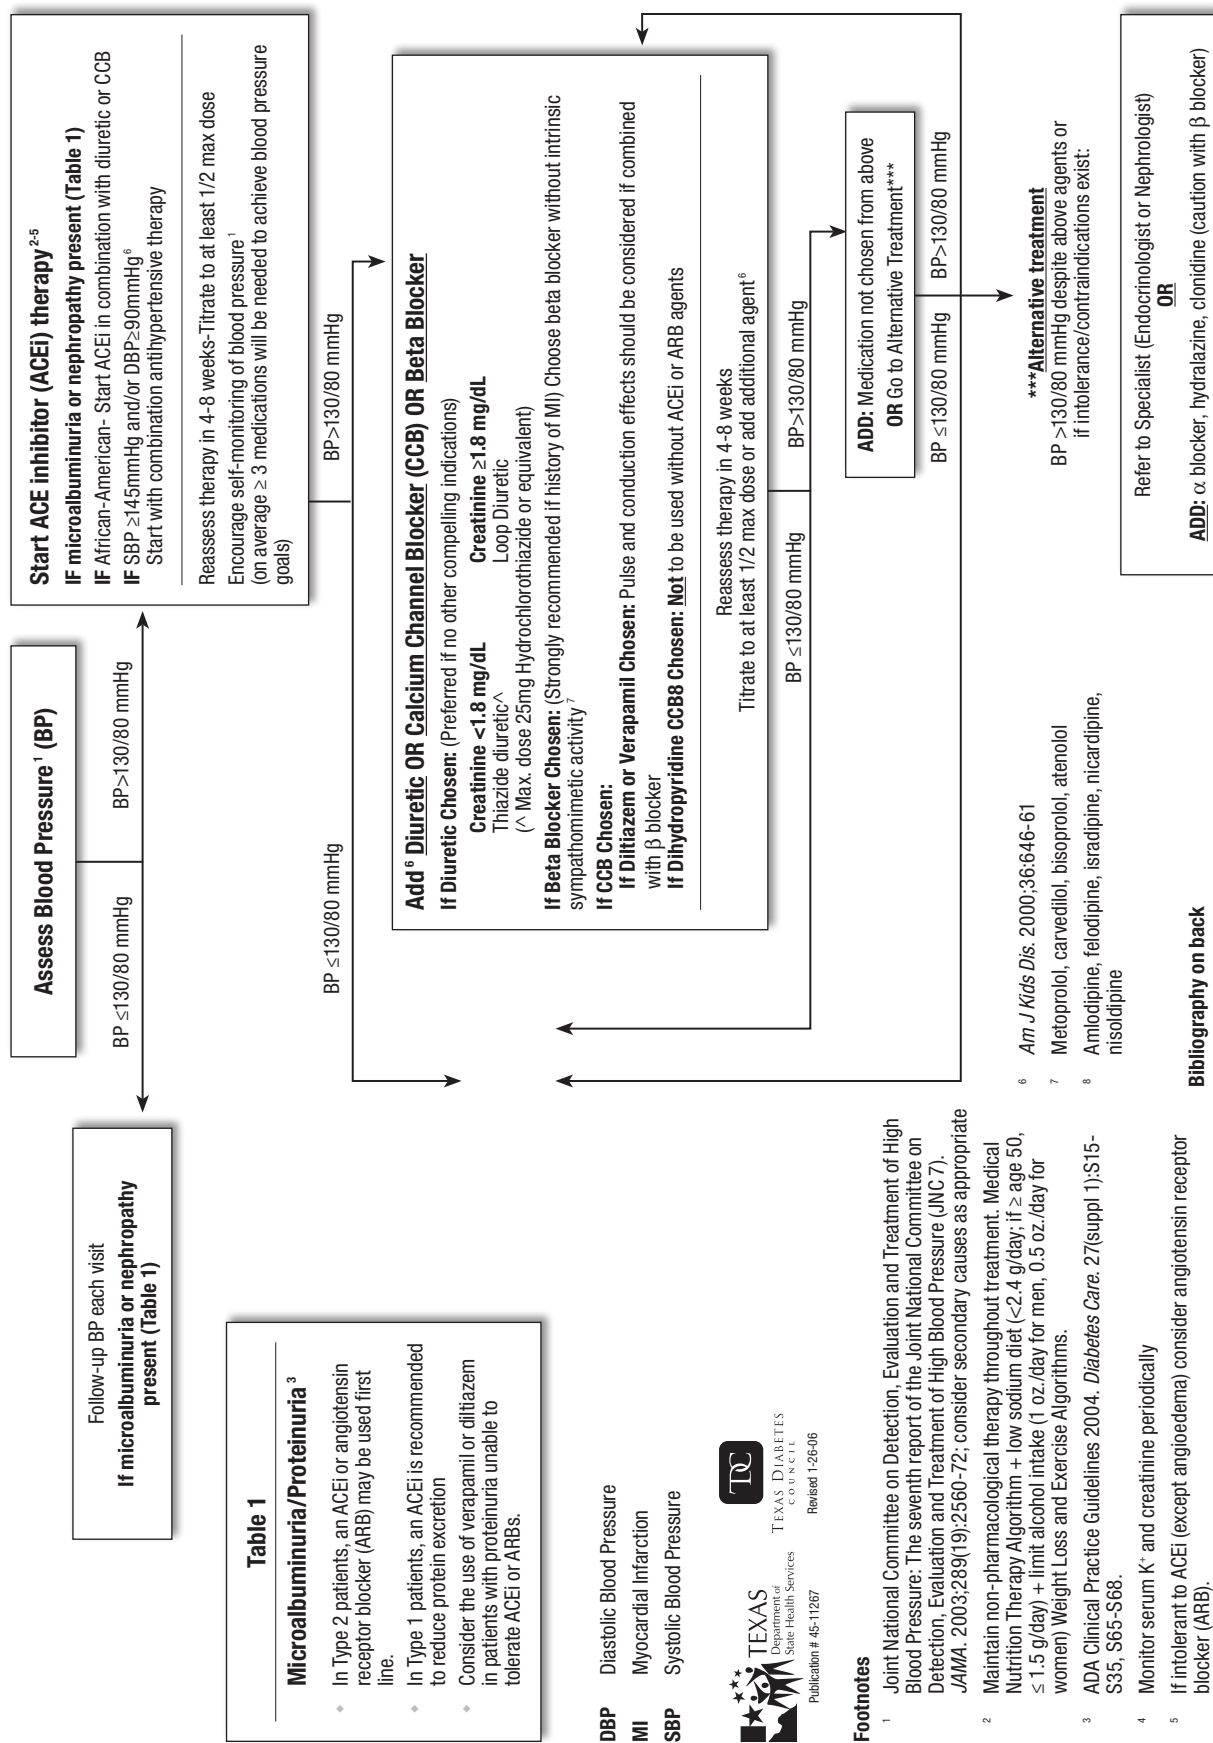 Assess Blood Pressure ¹ (BP)
BP ≤130/80 mmHg
BP>130/80 mmHg
Follow-up BP each visit
If microalbuminuria or nephropathy
present (Table 1)
Start ACE inhibitor (ACEi) therapy²⁻⁵
IF microalbuminuria or nephropathy present (Table 1)
IF African-American- Start ACEi in combination with diuretic or CCB
IF SBP ≥145mmHg and/or DBP≥90mmHg⁶
Start with combination antihypertensive therapy
Reassess therapy in 4-8 weeks-Titrate to at least 1/2 max dose
Encourage self-monitoring of blood pressure¹
(on average ≥ 3 medications will be needed to achieve blood pressure
goals)
BP ≤130/80 mmHg
BP>130/80 mmHg
Add ⁶ Diuretic OR Calcium Channel Blocker (CCB) OR Beta Blocker
If Diuretic Chosen: (Preferred if no other compelling indications)
Creatinine <1.8 mg/dL
Creatinine ≥1.8 mg/dL
Thiazide diuretic^
Loop Diuretic
(^ Max. dose 25mg Hydrochlorothiazide or equivalent)
If Beta Blocker Chosen: (Strongly recommended if history of MI) Choose beta blocker without intrinsic
sympathomimetic activity ⁷
If CCB Chosen:
If Diltiazem or Verapamil Chosen: Pulse and conduction effects should be considered if combined
with β blocker
If Dihydropyridine CCB8 Chosen: Not to be used without ACEi or ARB agents
Reassess therapy in 4-8 weeks
Titrate to at least 1/2 max dose or add additional agent⁶
BP ≤130/80 mmHg
BP>130/80 mmHg
ADD: Medication not chosen from above
OR Go to Alternative Treatment***
BP ≤130/80 mmHg
BP>130/80 mmHg
***Alternative treatment
BP >130/80 mmHg despite above agents or
if intolerance/contraindications exist:
Refer to Specialist (Endocrinologist or Nephrologist)
OR
ADD: α blocker, hydralazine, clonidine (caution with β blocker)
Table 1
Microalbuminuria/Proteinuria ³
In Type 2 patients, an ACEi or angiotensin
receptor blocker (ARB) may be used first
line.
In Type 1 patients, an ACEi is recommended
to reduce protein excretion
Consider the use of verapamil or diltiazem
in patients with proteinuria unable to
tolerate ACEi or ARBs.
DBP Diastolic Blood Pressure
MI Myocardial Infarction
SBP Systolic Blood Pressure
TEXAS
Department of
State Health Services
Publication # 45-11267
TDC
TEXAS DIABETES
COUNCIL
Revised 1-26-06
Footnotes
¹ Joint National Committee on Detection, Evaluation and Treatment of High
Blood Pressure: The seventh report of the Joint National Committee on
Detection, Evaluation and Treatment of High Blood Pressure (JNC 7).
JAMA. 2003;289(19):2560-72; consider secondary causes as appropriate
² Maintain non-pharmacological therapy throughout treatment. Medical
Nutrition Therapy Algorithm + low sodium diet (<2.4 g/day; if ≥ age 50,
≤ 1.5 g/day) + limit alcohol intake (1 oz./day for men, 0.5 oz./day for
women) Weight Loss and Exercise Algorithms.
³ ADA Clinical Practice Guidelines 2004. Diabetes Care. 27(suppl 1):S15-
S35, S65-S68.
⁴ Monitor serum K⁺ and creatinine periodically
⁵ If intolerant to ACEi (except angioedema) consider angiotensin receptor
blocker (ARB).
⁶ Am J Kids Dis. 2000;36:646-61
⁷ Metoprolol, carvedilol, bisoprolol, atenolol
⁸ Amlodipine, felodipine, isradipine, nicardipine,
nisoldipine
Bibliography on back